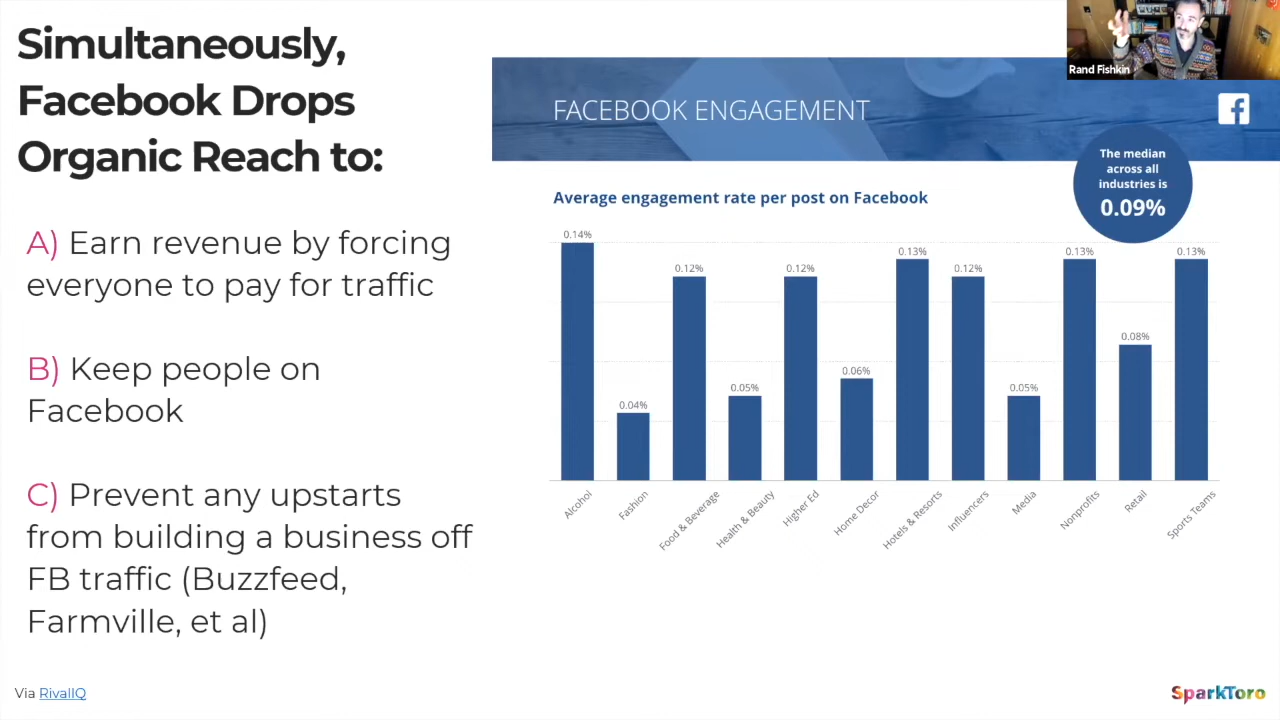 Simultaneously,
Facebook Drops
Organic Reach to:
A) Earn revenue by forcing
everyone to pay for traffic
B) Keep people on
Facebook
C) Prevent any upstarts
from building a business off
FB traffic (Buzzfeed,
Farmville, et al)
Via RivalIQ
Rand Fishkin
FACEBOOK ENGAGEMENT
f
The median
across all
industries is
0.09%
Average engagement rate per post on Facebook
0.14%
0.04%
0.12%
0.05%
0.12%
0.06%
0.13%
0.12%
0.05%
0.13%
0.08%
0.13%
Alcohol
Fashion
Food & Beverage
Health & Beauty
Higher Ed
Home Decor
Hotels & Resorts
Influencers
Media
Nonprofits
Retail
Sports Teams
SparkToro